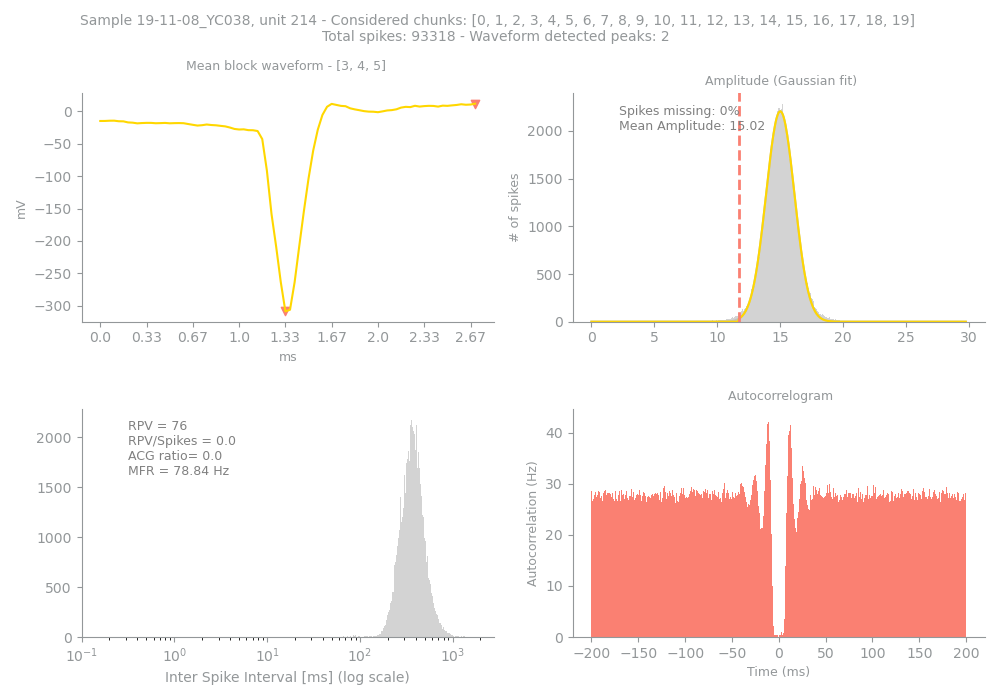 Sample 19-11-08_YC038, unit 214 - Considered chunks: [0, 1, 2, 3, 4, 5, 6, 7, 8, 9, 10, 11, 12, 13, 14, 15, 16, 17, 18, 19]
Total spikes: 93318 - Waveform detected peaks: 2
Mean block waveform - [3, 4, 5]
mV
0
−50
−100
−150
−200
−250
−300
0.0 0.33 0.67 1.0 1.33 1.67 2.0 2.33 2.67
ms
Amplitude (Gaussian fit)
Spikes missing: 0%
Mean Amplitude: 15.02
# of spikes
2000
1500
1000
500
0
0 5 10 15 20 25 30
RPV = 76
RPV/Spikes = 0.0
ACG ratio= 0.0
MFR = 78.84 Hz
2000
1500
1000
500
0
10⁻¹ 10⁰ 10¹ 10² 10³
Inter Spike Interval [ms] (log scale)
Autocorrelogram
Autocorrelation (Hz)
40
30
20
10
0
−200 −150 −100 −50 0 50 100 150 200
Time (ms)